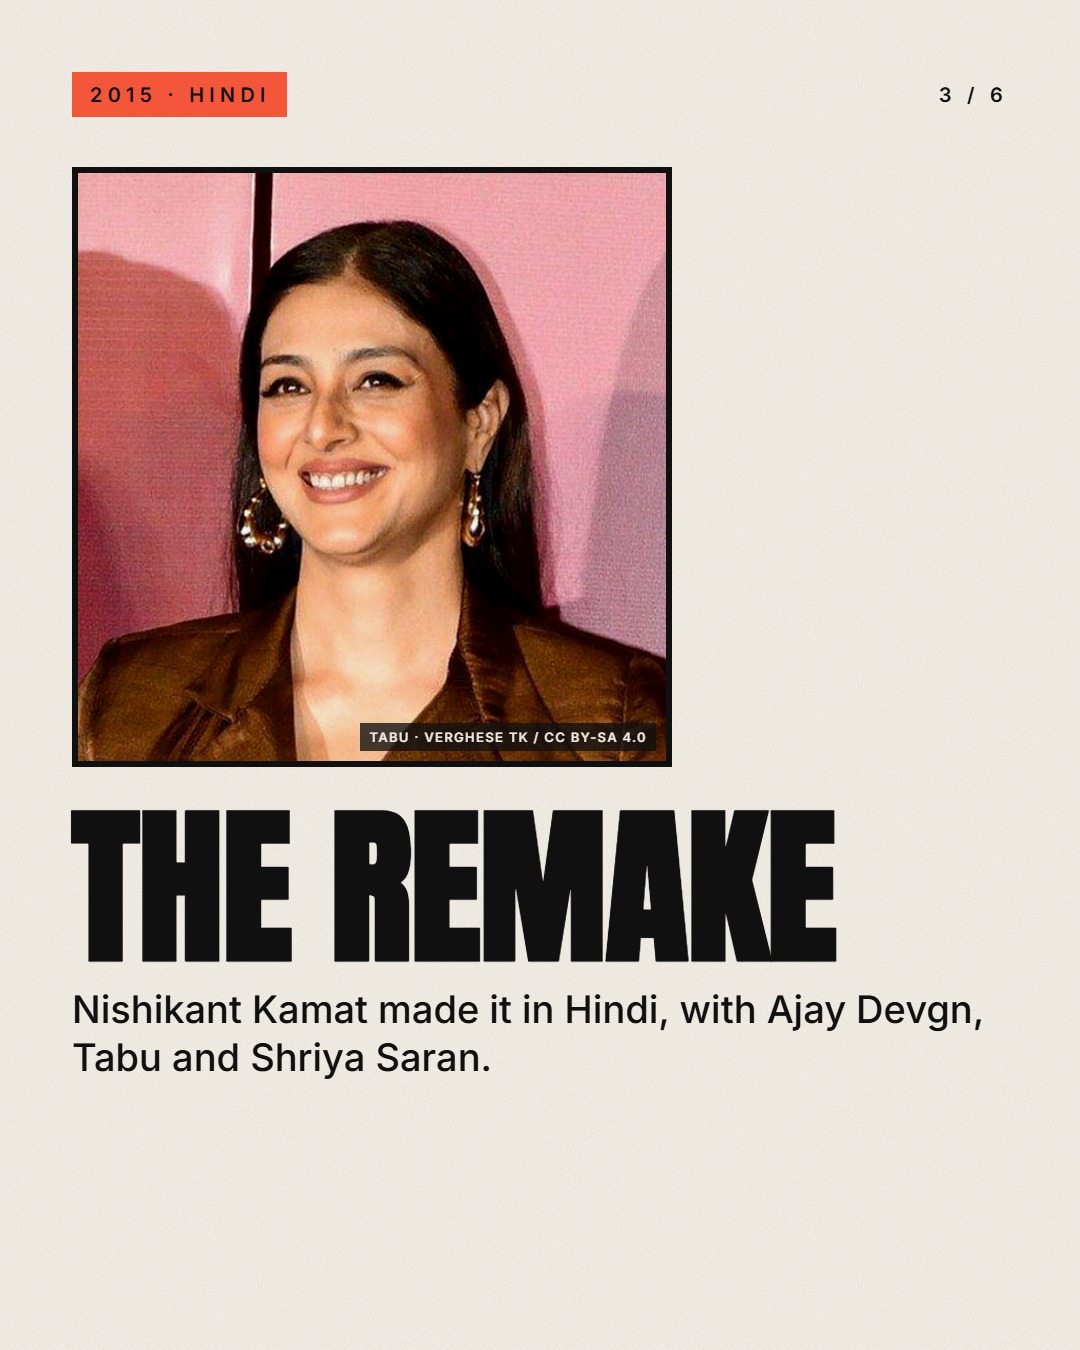 2015 · HINDI
3 / 6
TABU · VERGHESE TK / CC BY-SA 4.0
THE REMAKE
Nishikant Kamat made it in Hindi, with Ajay Devgn,
Tabu and Shriya Saran.